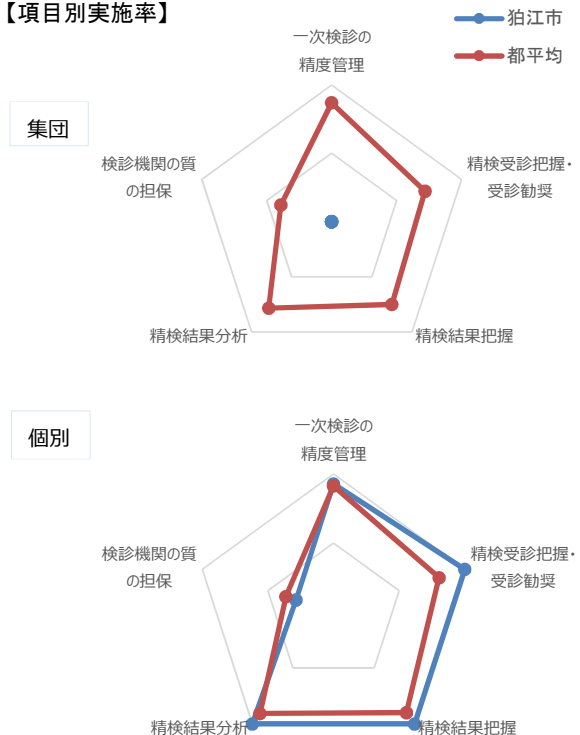 【項目別実施率】
狛江市
都平均
集団
一次検診の
精度管理
精検受診把握・
受診勧奨
精検結果把握
精検結果分析
検診機関の質
の担保
個別
一次検診の
精度管理
精検受診把握・
受診勧奨
精検結果把握
精検結果分析
検診機関の質
の担保